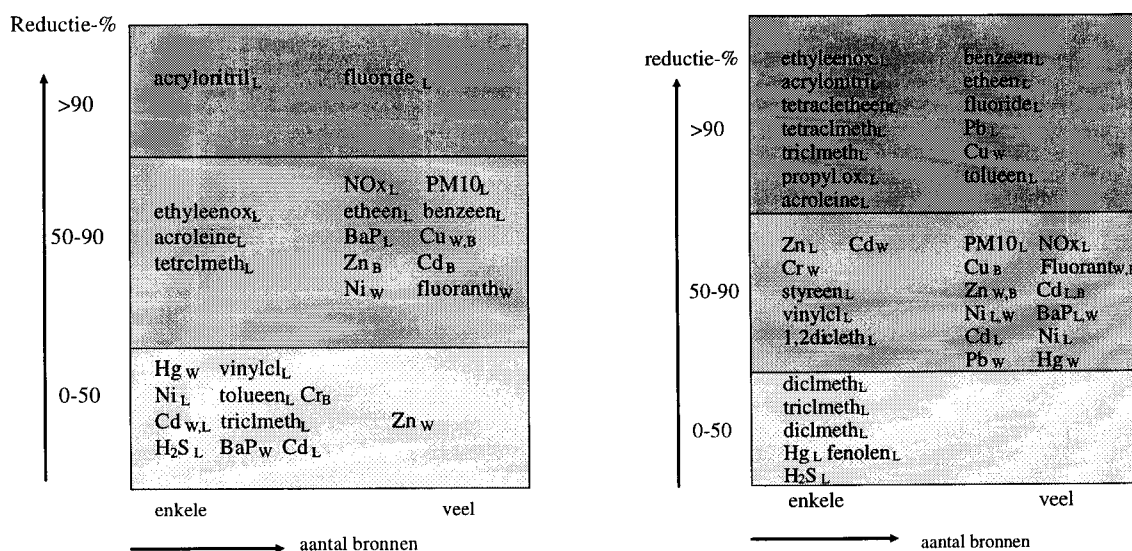 Reductie-%
>90
50-90
0-50
acrylonitril L fluoride L
NOx L PM10 L
ethyleenox L etheen L benzeen L
acroleine L BaP L Cu W,B
tetrclmeth L Zn B Cd B
Ni W fluoranth W
Hg W vinylcl L
Ni L tolueen L Cr B
Cd W,L triclmeth L Zn W
H2S L BaP W Cd L
enkele veel
aantal bronnen
reductie-%
>90
50-90
0-50
ethyleenox. L benzeen L
acrylonitril L etheen L
tetracletheen L fluoride L
tetraclmeth L Pb L
triclmeth L Cu W
propyl.ox. L tolueen L
acroleine L
Zn L Cd W PM10 L NOx L
Cr W Cu B Fluorant
styreen L Zn W,B Cd L,B
vinylcl L Ni L,W BaP L,W
1,2dicleth L Cd L Ni L
Pb W Hg W
diclmeth L
triclmeth L
diclmeth L
Hg L fenolen L
H2S L
enkele veel
aantal bronnen